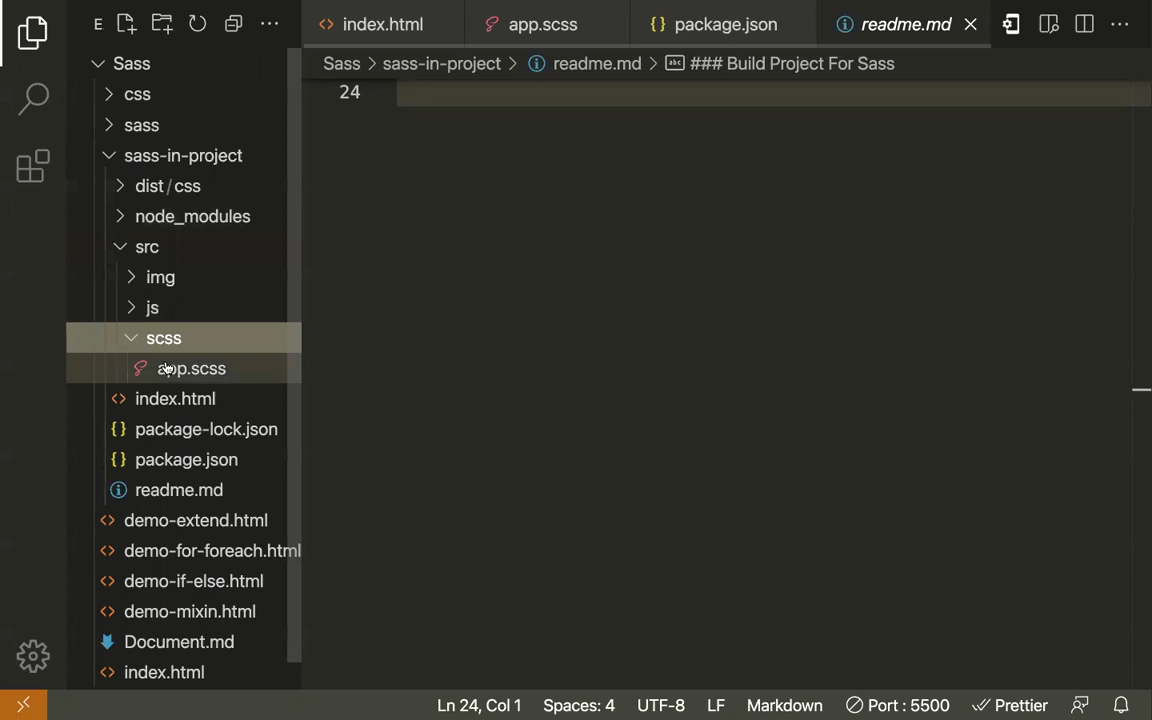 E
index.html
app.scss
{} package.json
readme.md
Sass > sass-in-project > readme.md > abc ### Build Project For Sass
24
Sass
css
sass
sass-in-project
dist/css
node_modules
src
img
js
scss
app.scss
index.html
{} package-lock.json
{} package.json
readme.md
demo-extend.html
demo-for-foreach.html
demo-if-else.html
demo-mixin.html
Document.md
index.html
Ln 24, Col 1 Spaces: 4 UTF-8 LF Markdown Port : 5500 Prettier